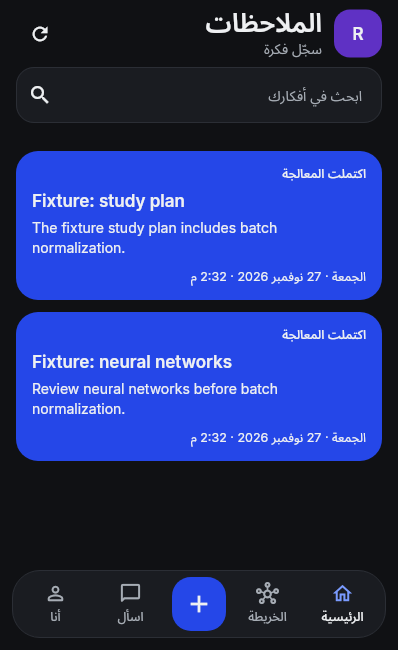 R
الملاحظات
سجّل فكرة
ابحث في أفكارك
اكتملت المعالجة
Fixture: study plan
The fixture study plan includes batch
normalization.
الجمعة · 27 نوفمبر 2026 · 2:32 م
اكتملت المعالجة
Fixture: neural networks
Review neural networks before batch
normalization.
الجمعة · 27 نوفمبر 2026 · 2:32 م
الرئيسية
الخريطة
اسأل
أنا